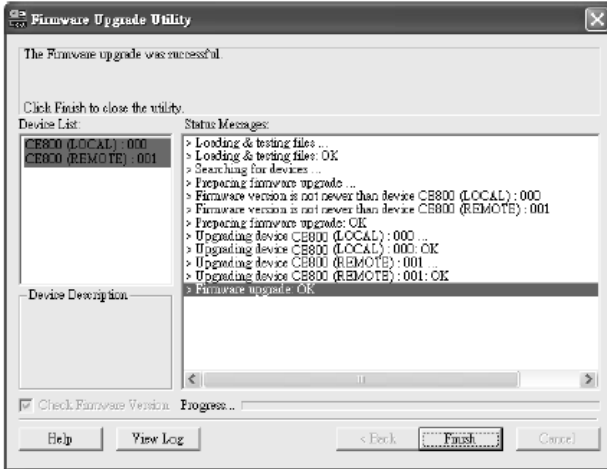 Firmware Upgrade Utility
The Firmware upgrade was successful.
Click Finish to close the utility.
Device List:
CE800 (LOCAL) : 000
CE800 (REMOTE) : 001
Status Messages:
> Loading & testing files ...
> Loading & testing files: OK
> Searching for devices ...
> Preparing firmware upgrade ...
> Firmware version is not newer than device CE800 (LOCAL) : 000
> Firmware version is not newer than device CE800 (REMOTE) : 001
> Preparing firmware upgrade: OK
> Upgrading device CE800 (LOCAL) : 000 ...
> Upgrading device CE800 (LOCAL) : 000: OK
> Upgrading device CE800 (REMOTE) : 001 ...
> Upgrading device CE800 (REMOTE) : 001: OK
> Firmware upgrade: OK
Device Description
Check Firmware Version
Progress...
Help
View Log
< Back
Finish
Cancel